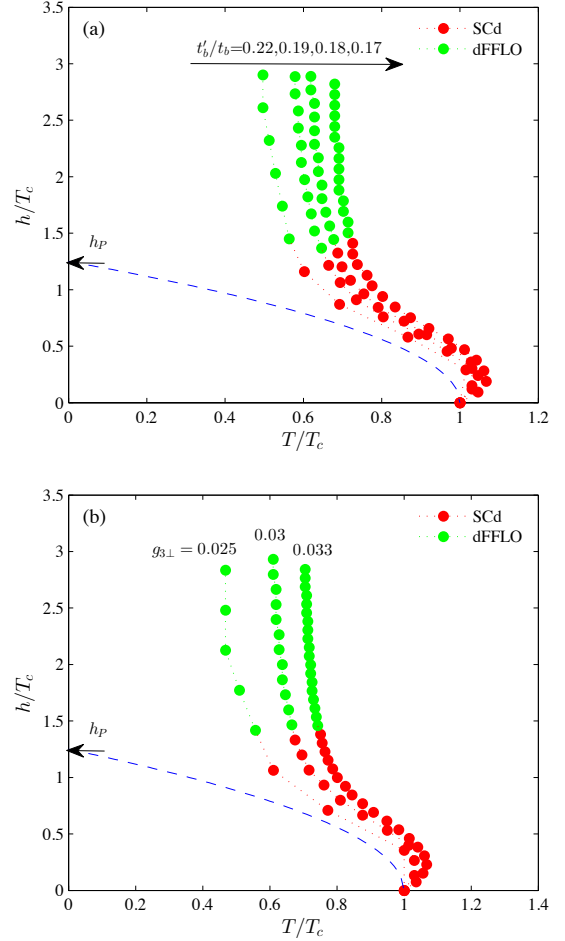 (a)
t′_b/t_b=0.22,0.19,0.18,0.17
SCd
dFFLO
3.5
3
2.5
2
1.5
1
0.5
0
h/T_c
h_P
0 0.2 0.4 0.6 0.8 1 1.2
T/T_c
(b)
SCd
dFFLO
g_{3⊥} = 0.025
0.03
0.033
3.5
3
2.5
2
1.5
1
0.5
0
h/T_c
h_P
0 0.2 0.4 0.6 0.8 1 1.2 1.4
T/T_c